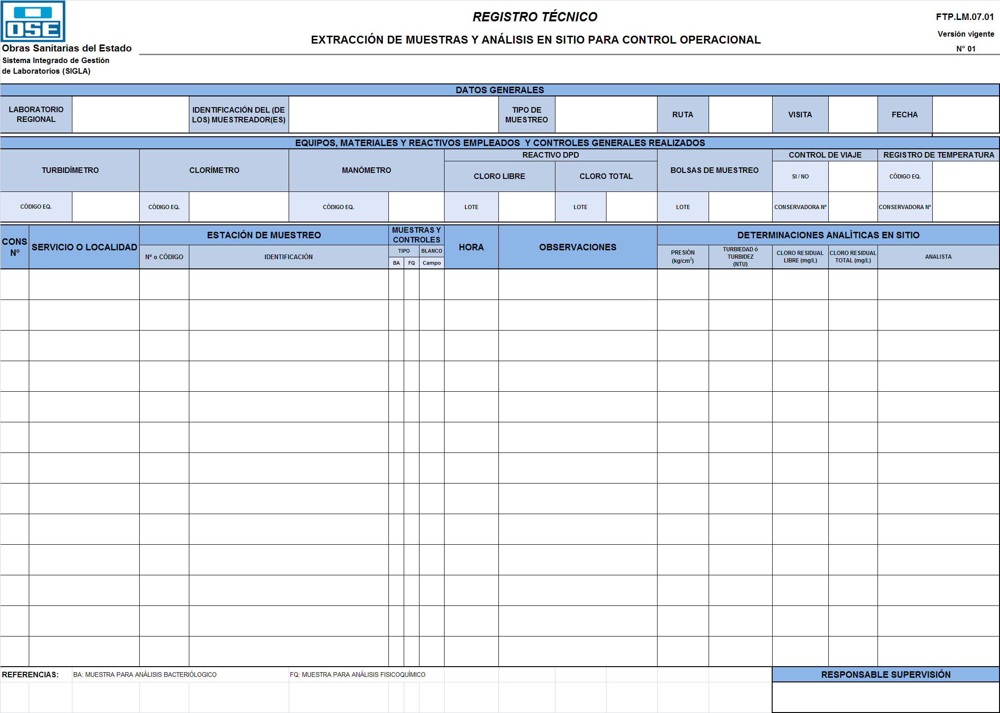 OSE
REGISTRO TÉCNICO
FTP.LM.07.01
EXTRACCIÓN DE MUESTRAS Y ANÁLISIS EN SITIO PARA CONTROL OPERACIONAL
Versión vigente
N° 01
Obras Sanitarias del Estado
Sistema Integrado de Gestión
de Laboratorios (SIGLA)
DATOS GENERALES
LABORATORIO
REGIONAL
IDENTIFICACIÓN DEL (DE
LOS) MUESTREADOR(ES)
TIPO DE
MUESTREO
RUTA
VISITA
FECHA
EQUIPOS, MATERIALES Y REACTIVOS EMPLEADOS Y CONTROLES GENERALES REALIZADOS
TURBIDÍMETRO
CLORÍMETRO
MANÓMETRO
REACTIVO DPD
CLORO LIBRE
CLORO TOTAL
BOLSAS DE MUESTREO
CONTROL DE VIAJE
SI / NO
REGISTRO DE TEMPERATURA
CÓDIGO EQ.
CÓDIGO EQ.
CÓDIGO EQ.
CÓDIGO EQ.
LOTE
LOTE
LOTE
CONSERVADORA Nº
CONSERVADORA Nº
CONS
Nº
SERVICIO O LOCALIDAD
ESTACIÓN DE MUESTREO
Nº o CÓDIGO
IDENTIFICACIÓN
MUESTRAS Y
CONTROLES
TIPO
BLANCO
BA
FQ
Campo
HORA
OBSERVACIONES
DETERMINACIONES ANALÍTICAS EN SITIO
PRESIÓN
(kg/cm²)
TURBIEDAD ó
TURBIDEZ
(NTU)
CLORO RESIDUAL
LIBRE (mg/L)
CLORO RESIDUAL
TOTAL (mg/L)
ANALISTA
REFERENCIAS:
BA: MUESTRA PARA ANÁLISIS BACTERIÓLOGICO
FQ: MUESTRA PARA ANÁLISIS FISICOQUÍMICO
RESPONSABLE SUPERVISIÓN